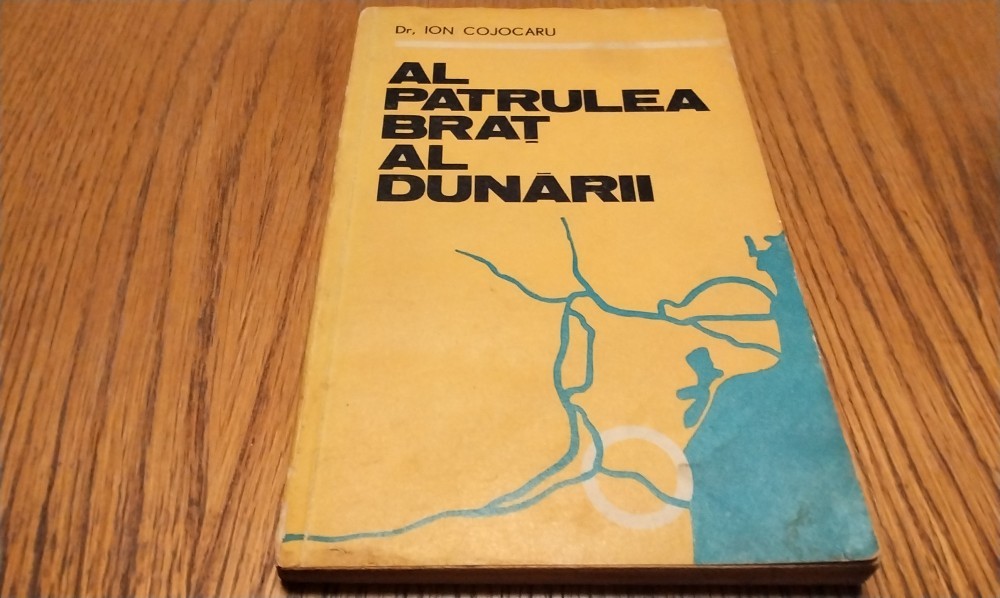 Dr, ION COJOCARU
AL
PATRULEA
BRAȚ
AL
DUNĂRII